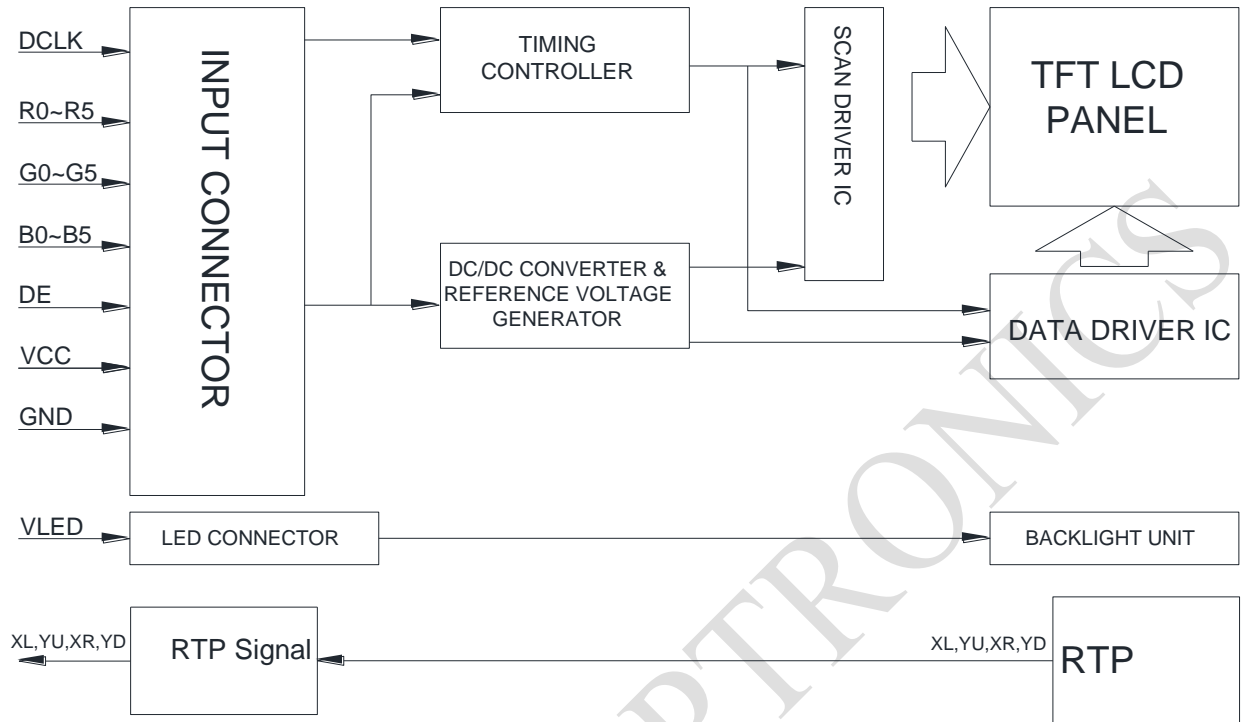 DCLK
R0~R5
G0~G5
B0~B5
DE
VCC
GND
INPUT CONNECTOR
TIMING
CONTROLLER
DC/DC CONVERTER &
REFERENCE VOLTAGE
GENERATOR
SCAN DRIVER IC
TFT LCD
PANEL
DATA DRIVER IC
VLED
LED CONNECTOR
BACKLIGHT UNIT
XL,YU,XR,YD
RTP Signal
XL,YU,XR,YD
RTP
PTRONICS